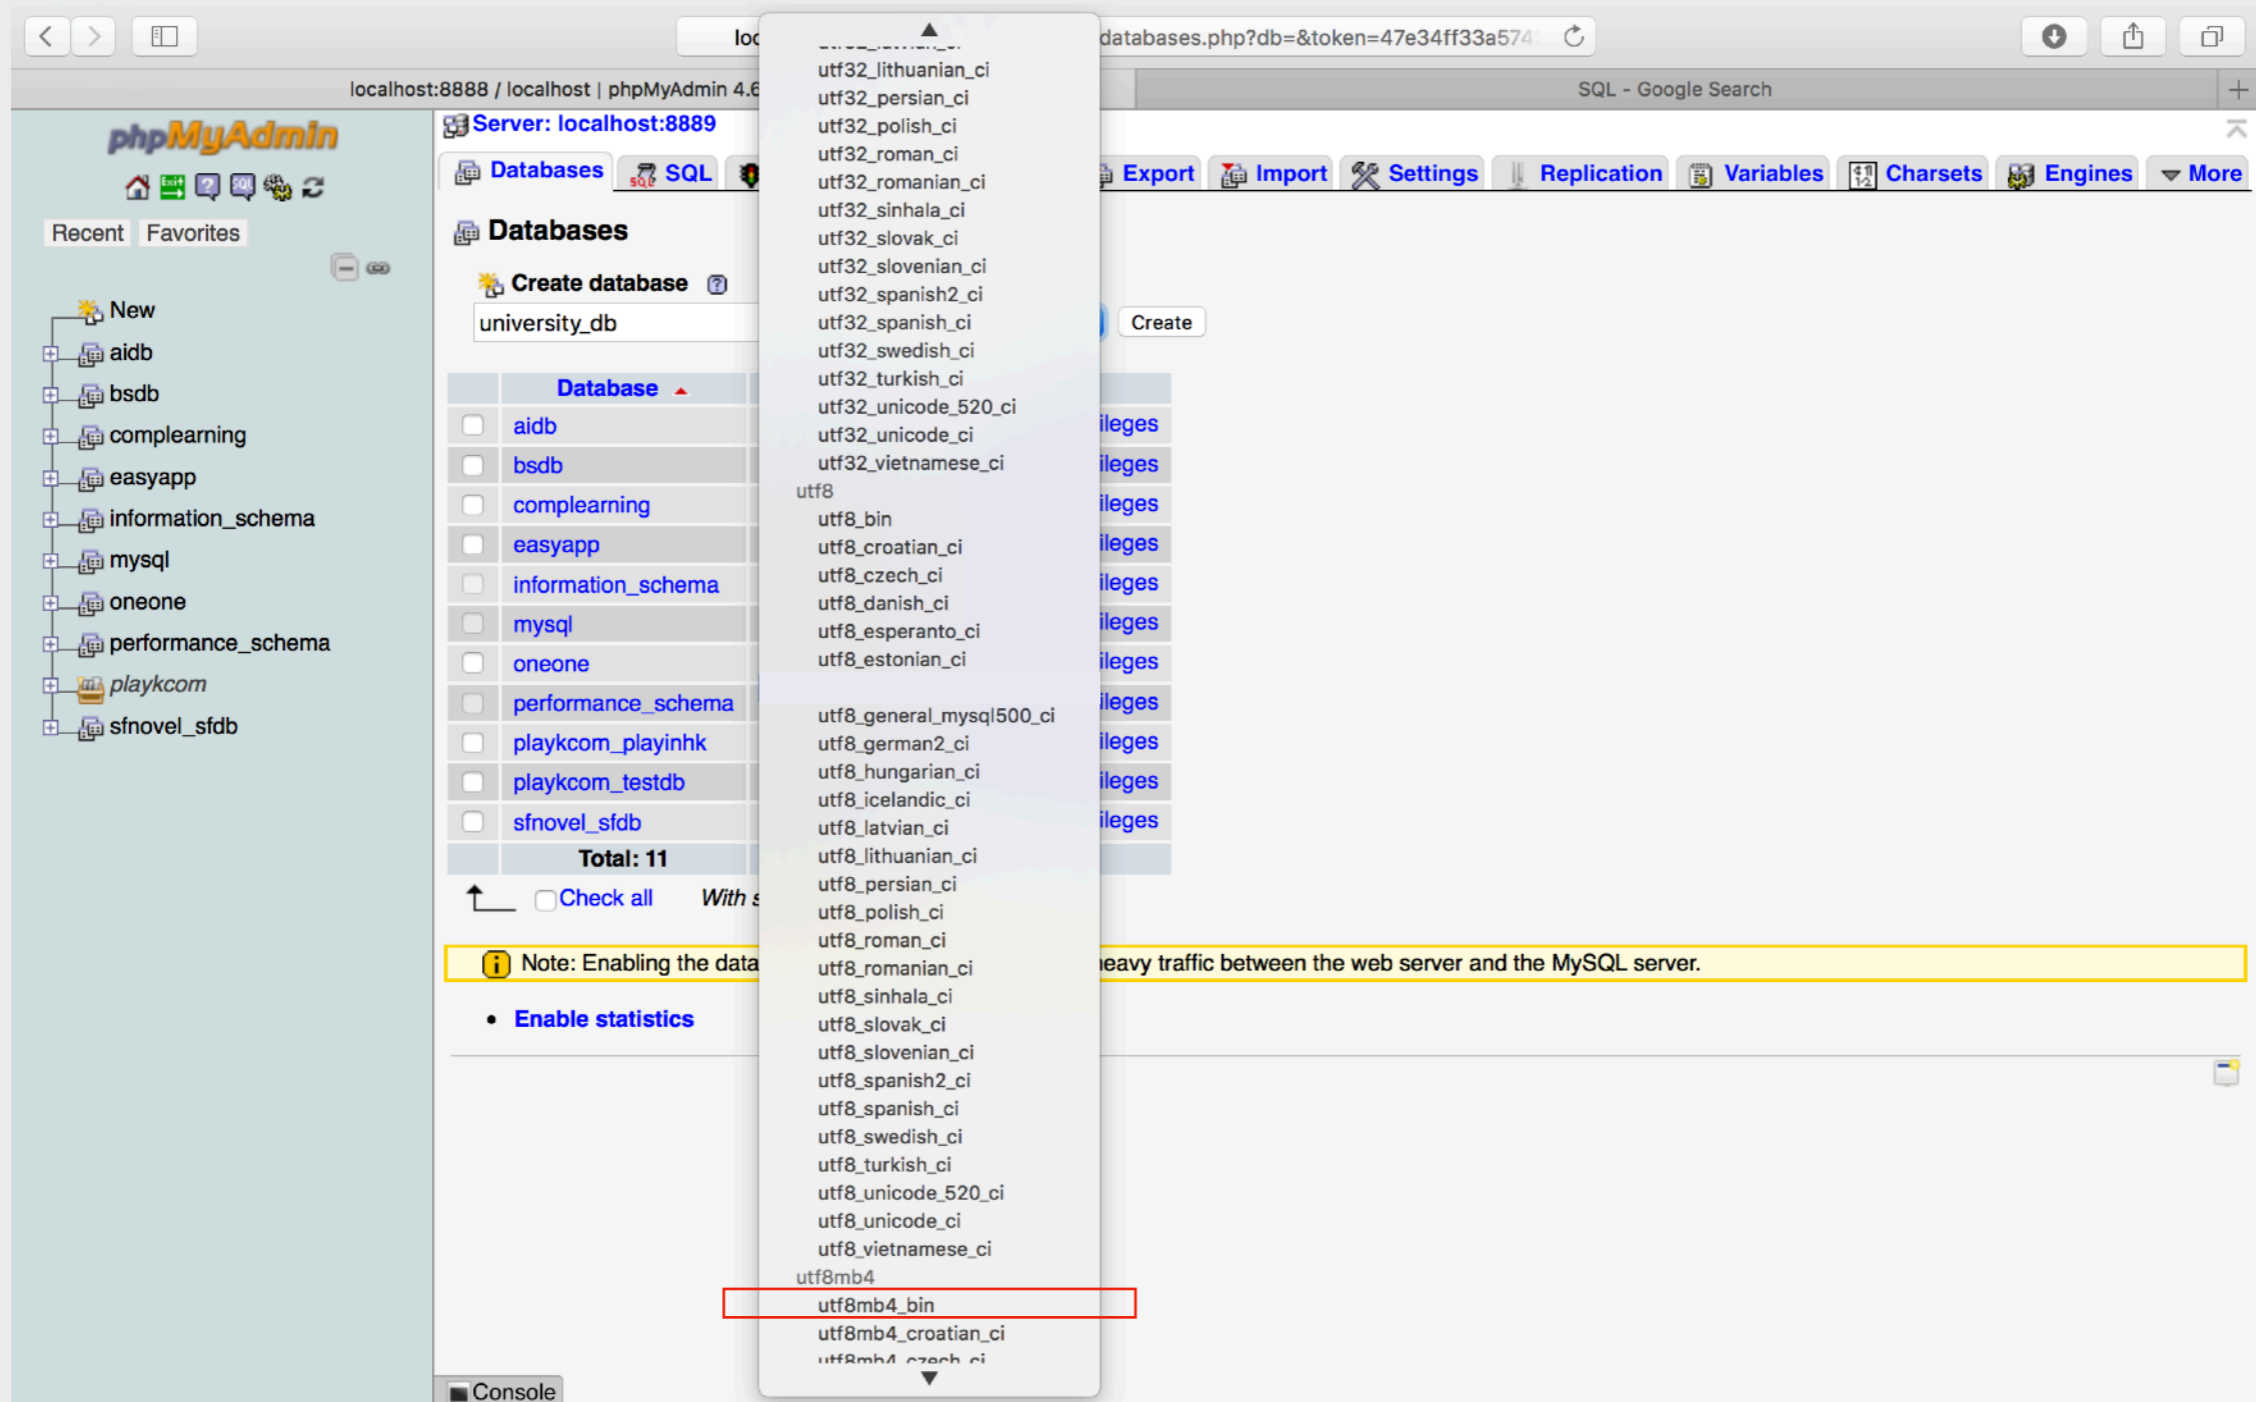 loc
databases.php?db=&token=47e34ff33a574
localhost:8888 / localhost | phpMyAdmin 4.6
SQL - Google Search
phpMyAdmin
Recent Favorites
New
aidb
bsdb
complearning
easyapp
information_schema
mysql
oneone
performance_schema
playkcom
sfnovel_sfdb
Server: localhost:8889
Databases SQL Export Import Settings Replication Variables Charsets Engines More
Databases
Create database
university_db
Create
Database
aidb ileges
bsdb ileges
complearning ileges
easyapp ileges
information_schema ileges
mysql ileges
oneone ileges
performance_schema ileges
playkcom_playinhk ileges
playkcom_testdb ileges
sfnovel_sfdb ileges
Total: 11
Check all With s
Note: Enabling the data eavy traffic between the web server and the MySQL server.
Enable statistics
Console
utf32_lithuanian_ci
utf32_persian_ci
utf32_polish_ci
utf32_roman_ci
utf32_romanian_ci
utf32_sinhala_ci
utf32_slovak_ci
utf32_slovenian_ci
utf32_spanish2_ci
utf32_spanish_ci
utf32_swedish_ci
utf32_turkish_ci
utf32_unicode_520_ci
utf32_unicode_ci
utf32_vietnamese_ci
utf8
utf8_bin
utf8_croatian_ci
utf8_czech_ci
utf8_danish_ci
utf8_esperanto_ci
utf8_estonian_ci
utf8_general_mysql500_ci
utf8_german2_ci
utf8_hungarian_ci
utf8_icelandic_ci
utf8_latvian_ci
utf8_lithuanian_ci
utf8_persian_ci
utf8_polish_ci
utf8_roman_ci
utf8_romanian_ci
utf8_sinhala_ci
utf8_slovak_ci
utf8_slovenian_ci
utf8_spanish2_ci
utf8_spanish_ci
utf8_swedish_ci
utf8_turkish_ci
utf8_unicode_520_ci
utf8_unicode_ci
utf8_vietnamese_ci
utf8mb4
utf8mb4_bin
utf8mb4_croatian_ci
utf8mb4_czech_ci